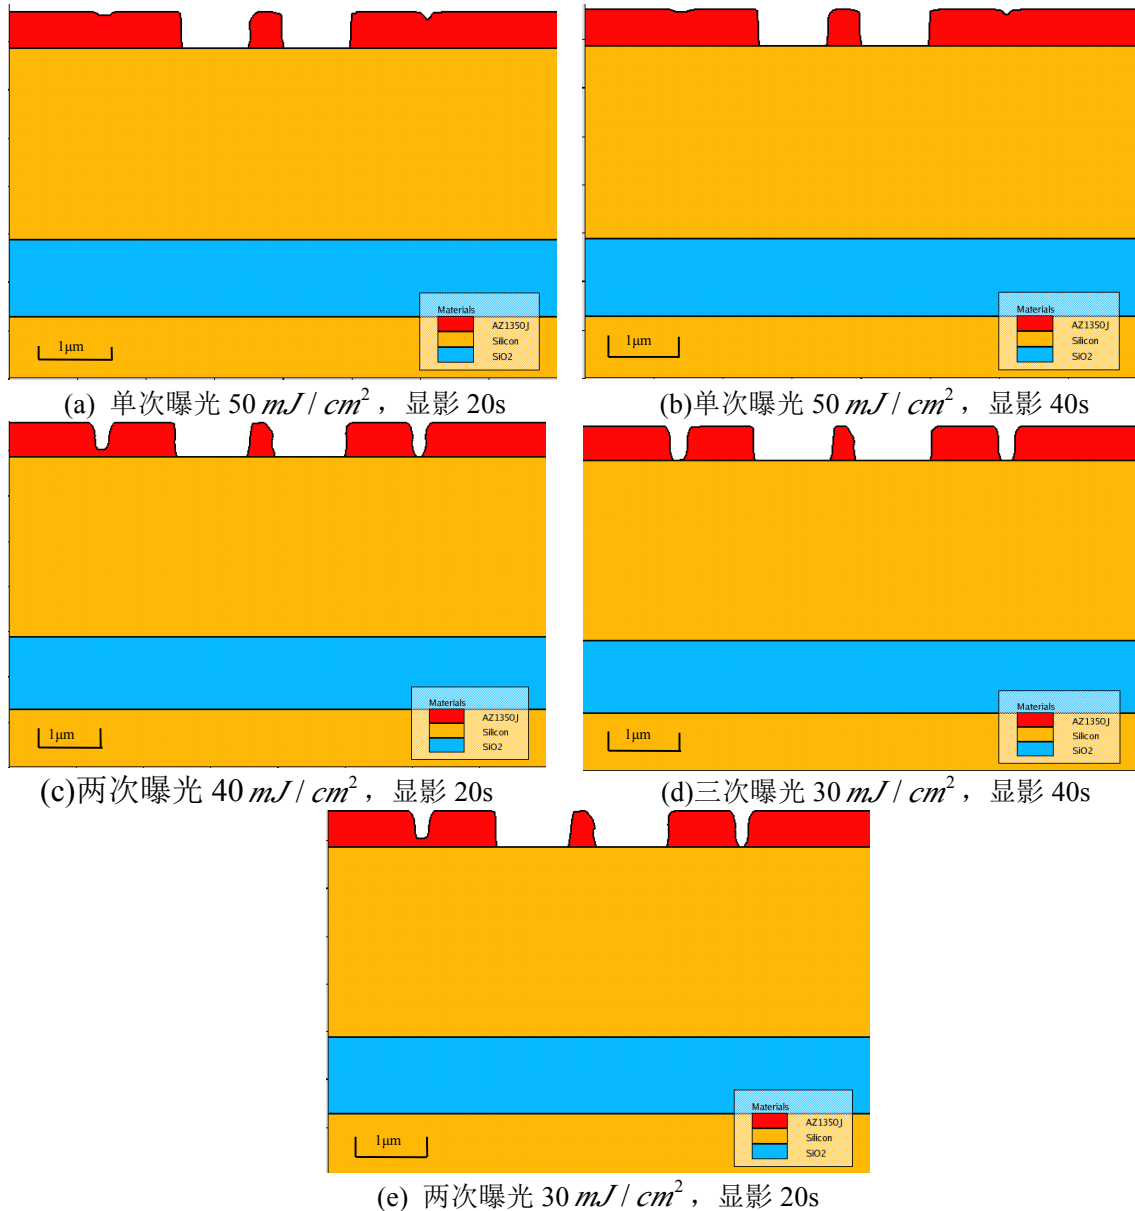 Materials
AZ1350J
Silicon
SiO2
1μm
Materials
AZ1350J
Silicon
SiO2
1μm
(a) 单次曝光 50 mJ / cm², 显影 20s
(b)单次曝光 50 mJ / cm², 显影 40s
Materials
AZ1350J
Silicon
SiO2
1μm
Materials
AZ1350J
Silicon
SiO2
1μm
(c)两次曝光 40 mJ / cm², 显影 20s
(d)三次曝光 30 mJ / cm², 显影 40s
Materials
AZ1350J
Silicon
SiO2
1μm
(e) 两次曝光 30 mJ / cm², 显影 20s